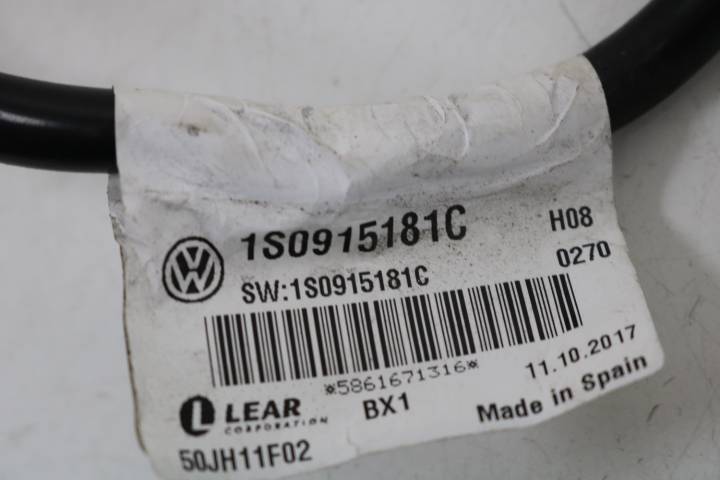 1S0915181C
H08
SW:1S0915181C
0270
*5861671316*
11.10.2017
LEAR
CORPORATION
BX1
Made in Spain
50JH11F02